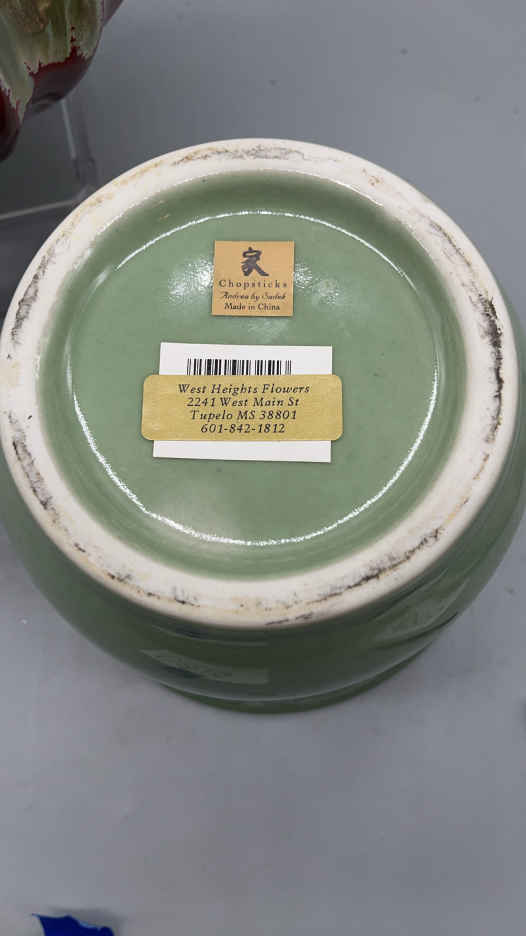 家
Chopsticks
Andrea by Sadek
Made in China
West Heights Flowers
2241 West Main St
Tupelo MS 38801
601-842-1812